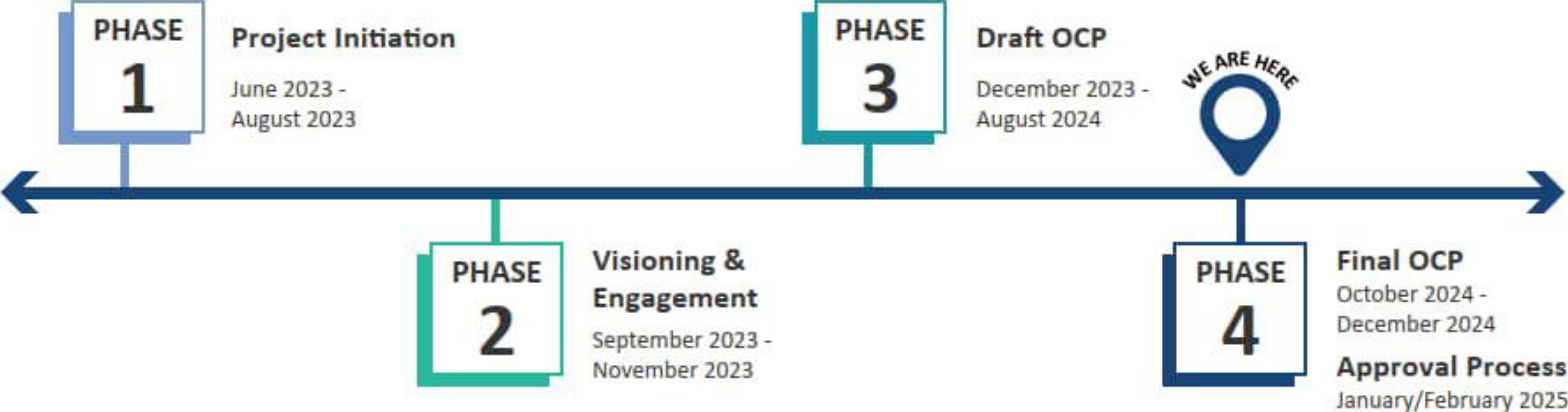 PHASE
1
Project Initiation
June 2023 -
August 2023
PHASE
2
Visioning &
Engagement
September 2023 -
November 2023
PHASE
3
Draft OCP
December 2023 -
August 2024
WE ARE HERE
PHASE
4
Final OCP
October 2024 -
December 2024
Approval Process
January/February 2025